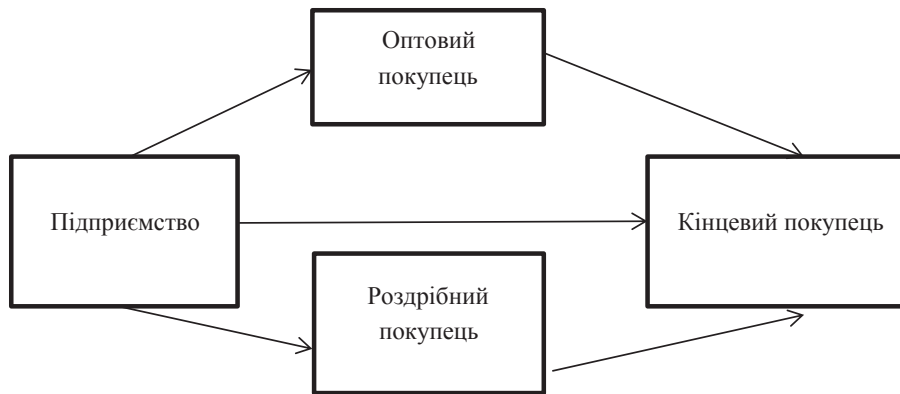 Оптовий
покупець
Підприємство
Кінцевий покупець
Роздрібний
покупець